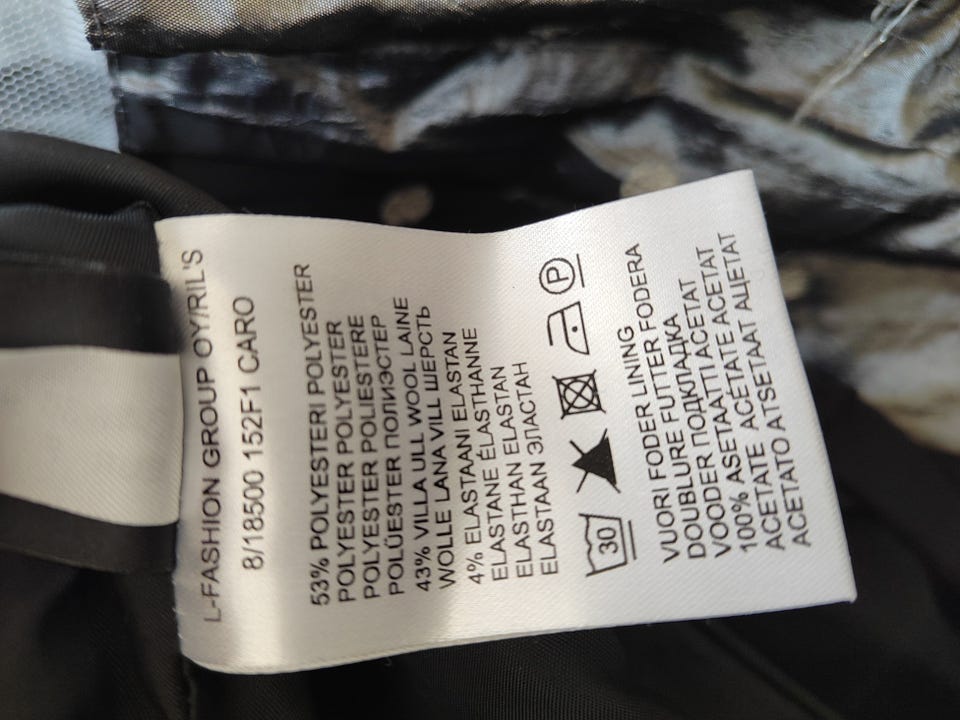 L-FASHION GROUP OY/RIL'S
8/18500 152F1 CARO
53% POLYESTERI POLYESTER
POLYESTER POLYESTER
POLYESTER POLIESTERE
POLÜESTER ПОЛИЭСТЕР
43% VILLA ULL WOOL LAINE
WOLLE LANA VILL ШЕРСТЬ
4% ELASTAANI ELASTAN
ELASTANE ÉLASTHANNE
ELASTHAN ELASTAN
ELASTAAN ЭЛАСТАН
30 P
VUORI FODER LINING
DOUBLURE FUTTER FODERA
VOODER ПОДКЛАДКА
100% ASETAATTI ACETAT
ACETATE ACÉTATE ACETAT
ACETATO ATSETAAT АЦЕТАТ